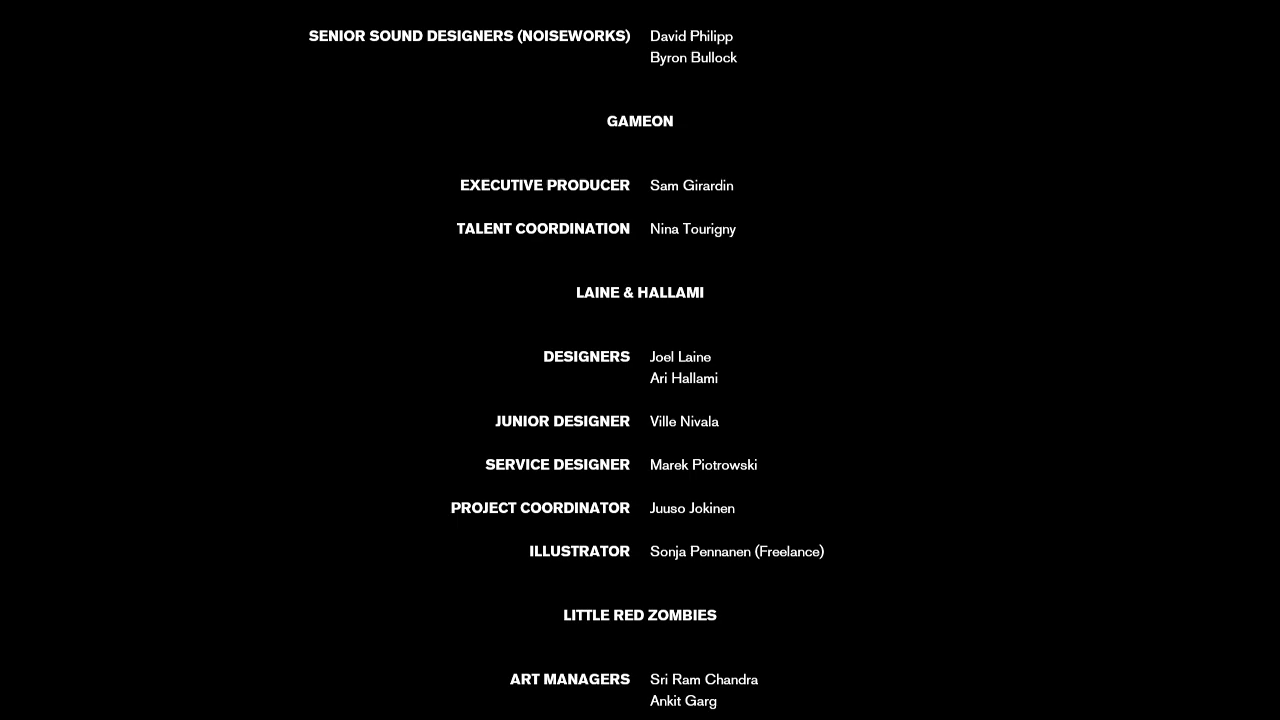 SENIOR SOUND DESIGNERS (NOISEWORKS) David Philipp
Byron Bullock
GAMEON
EXECUTIVE PRODUCER Sam Girardin
TALENT COORDINATION Nina Tourigny
LAINE & HALLAMI
DESIGNERS Joel Laine
Ari Hallami
JUNIOR DESIGNER Ville Nivala
SERVICE DESIGNER Marek Piotrowski
PROJECT COORDINATOR Juuso Jokinen
ILLUSTRATOR Sonja Pennanen (Freelance)
LITTLE RED ZOMBIES
ART MANAGERS Sri Ram Chandra
Ankit Garg